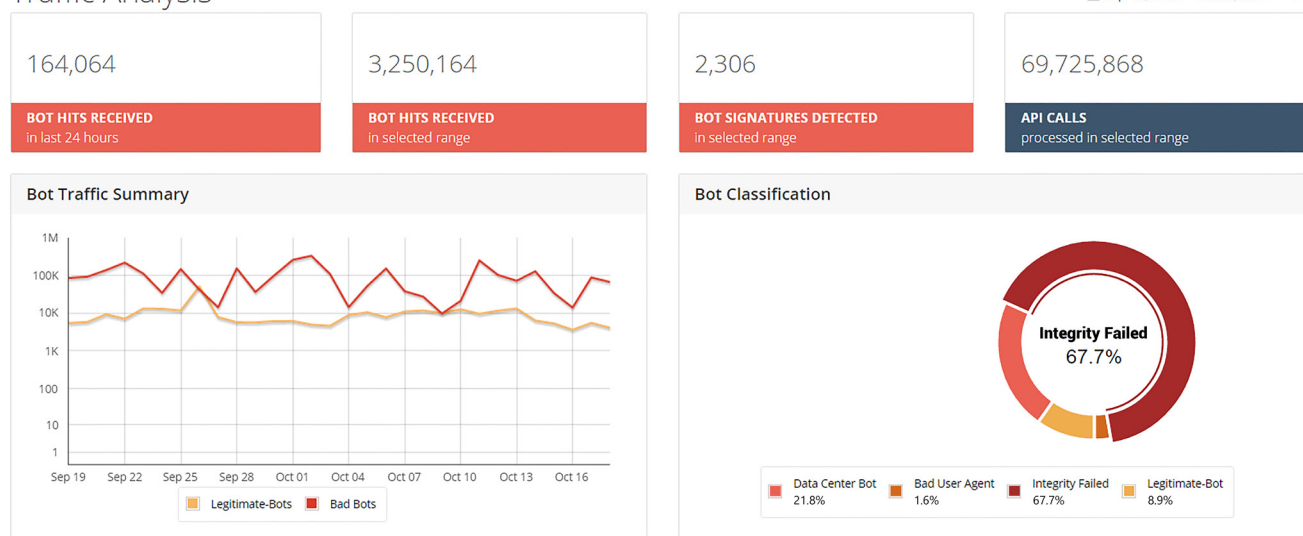 Traffic Analysis
164,064
BOT HITS RECEIVED
in last 24 hours
3,250,164
BOT HITS RECEIVED
in selected range
2,306
BOT SIGNATURES DETECTED
in selected range
69,725,868
API CALLS
processed in selected range
Bot Traffic Summary
1M
100K
10K
1K
100
10
1
Sep 19 Sep 22 Sep 25 Sep 28 Oct 01 Oct 04 Oct 07 Oct 10 Oct 13 Oct 16
Legitimate-Bots Bad Bots
Bot Classification
Integrity Failed
67.7%
Data Center Bot
21.8%
Bad User Agent
1.6%
Integrity Failed
67.7%
Legitimate-Bot
8.9%